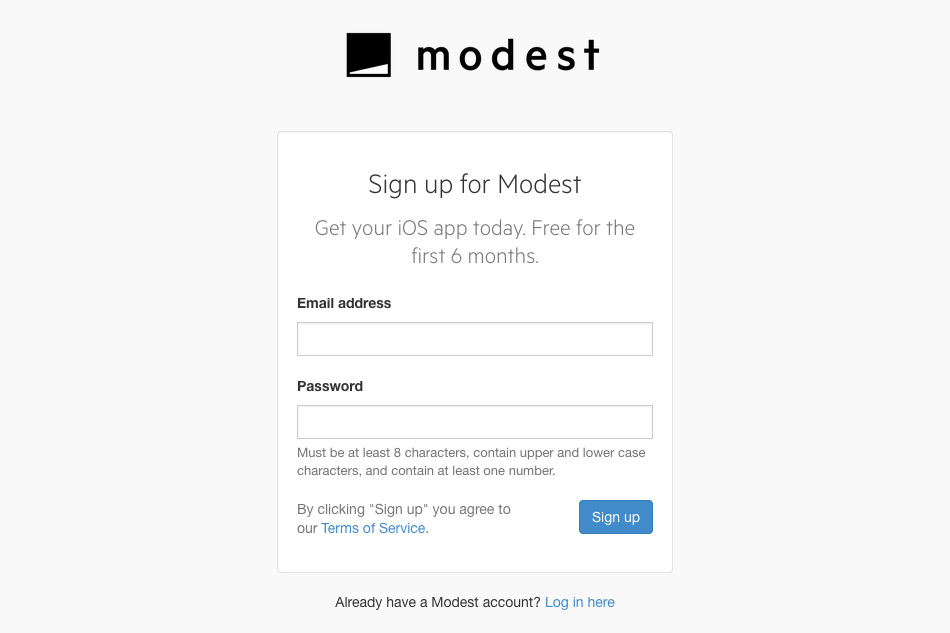 modest
Sign up for Modest
Get your iOS app today. Free for the
first 6 months.
Email address
Password
Must be at least 8 characters, contain upper and lower case
characters, and contain at least one number.
By clicking "Sign up" you agree to
our Terms of Service.
Sign up
Already have a Modest account? Log in here